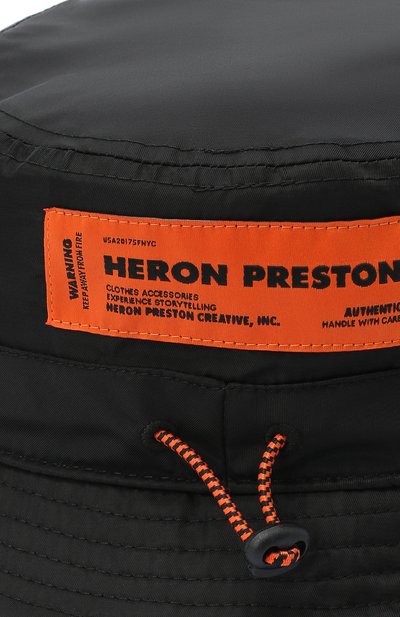 WARNING
KEEP AWAY FROM FIRE
USA2017SFNYC
HERON PRESTON
CLOTHES ACCESSORIES
EXPERIENCE STORYTELLING
HERON PRESTON CREATIVE, INC.
AUTHENTIC
HANDLE WITH CARE